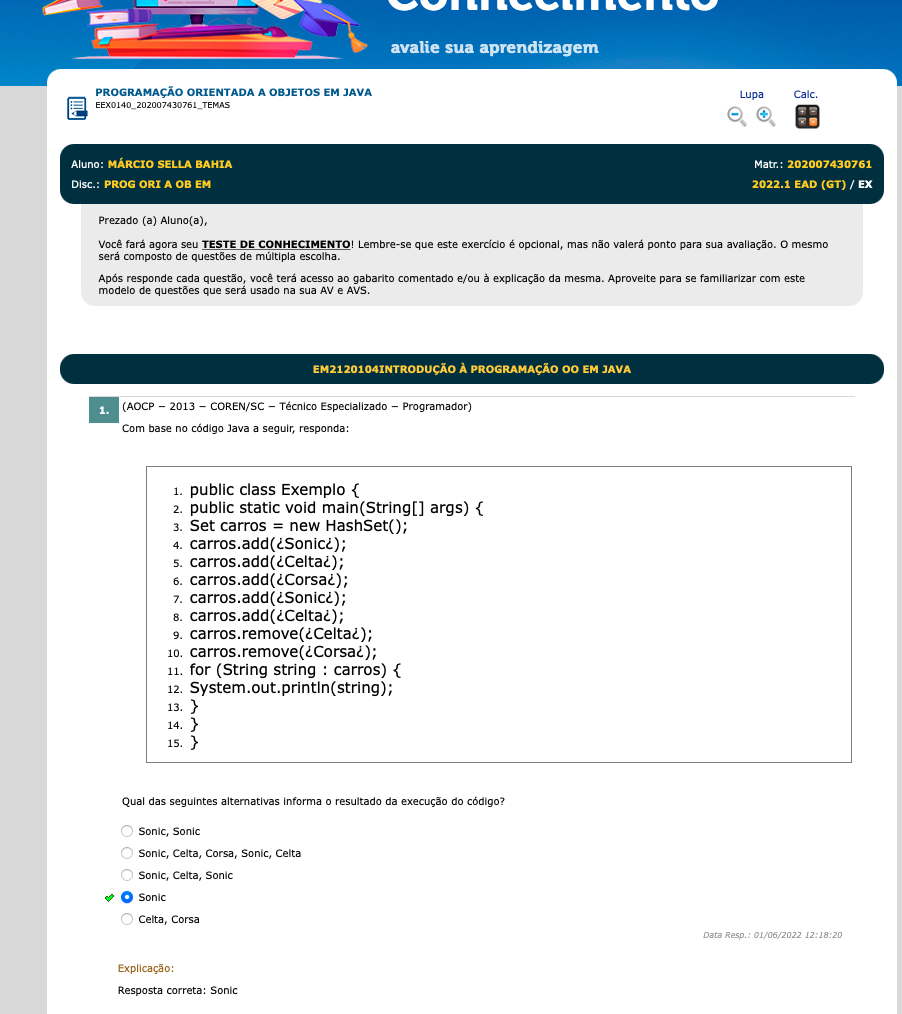 Conhecimento
avalie sua aprendizagem
PROGRAMAÇÃO ORIENTADA A OBJETOS EM JAVA
EEX0140_202007430761_TEMAS
Lupa Calc.
Aluno: MÁRCIO SELLA BAHIA Matr.: 202007430761
Disc.: PROG ORI A OB EM 2022.1 EAD (GT) / EX
Prezado (a) Aluno(a),
Você fará agora seu TESTE DE CONHECIMENTO! Lembre-se que este exercício é opcional, mas não valerá ponto para sua avaliação. O mesmo
será composto de questões de múltipla escolha.
Após responde cada questão, você terá acesso ao gabarito comentado e/ou à explicação da mesma. Aproveite para se familiarizar com este
modelo de questões que será usado na sua AV e AVS.
EM2120104INTRODUÇÃO À PROGRAMAÇÃO OO EM JAVA
1. (AOCP − 2013 − COREN/SC − Técnico Especializado − Programador)
Com base no código Java a seguir, responda:
1. public class Exemplo {
2. public static void main(String[] args) {
3. Set carros = new HashSet();
4. carros.add(¿Sonic¿);
5. carros.add(¿Celta¿);
6. carros.add(¿Corsa¿);
7. carros.add(¿Sonic¿);
8. carros.add(¿Celta¿);
9. carros.remove(¿Celta¿);
10. carros.remove(¿Corsa¿);
11. for (String string : carros) {
12. System.out.println(string);
13. }
14. }
15. }
Qual das seguintes alternativas informa o resultado da execução do código?
Sonic, Sonic
Sonic, Celta, Corsa, Sonic, Celta
Sonic, Celta, Sonic
Sonic
Celta, Corsa
Data Resp.: 01/06/2022 12:18:20
Explicação:
Resposta correta: Sonic